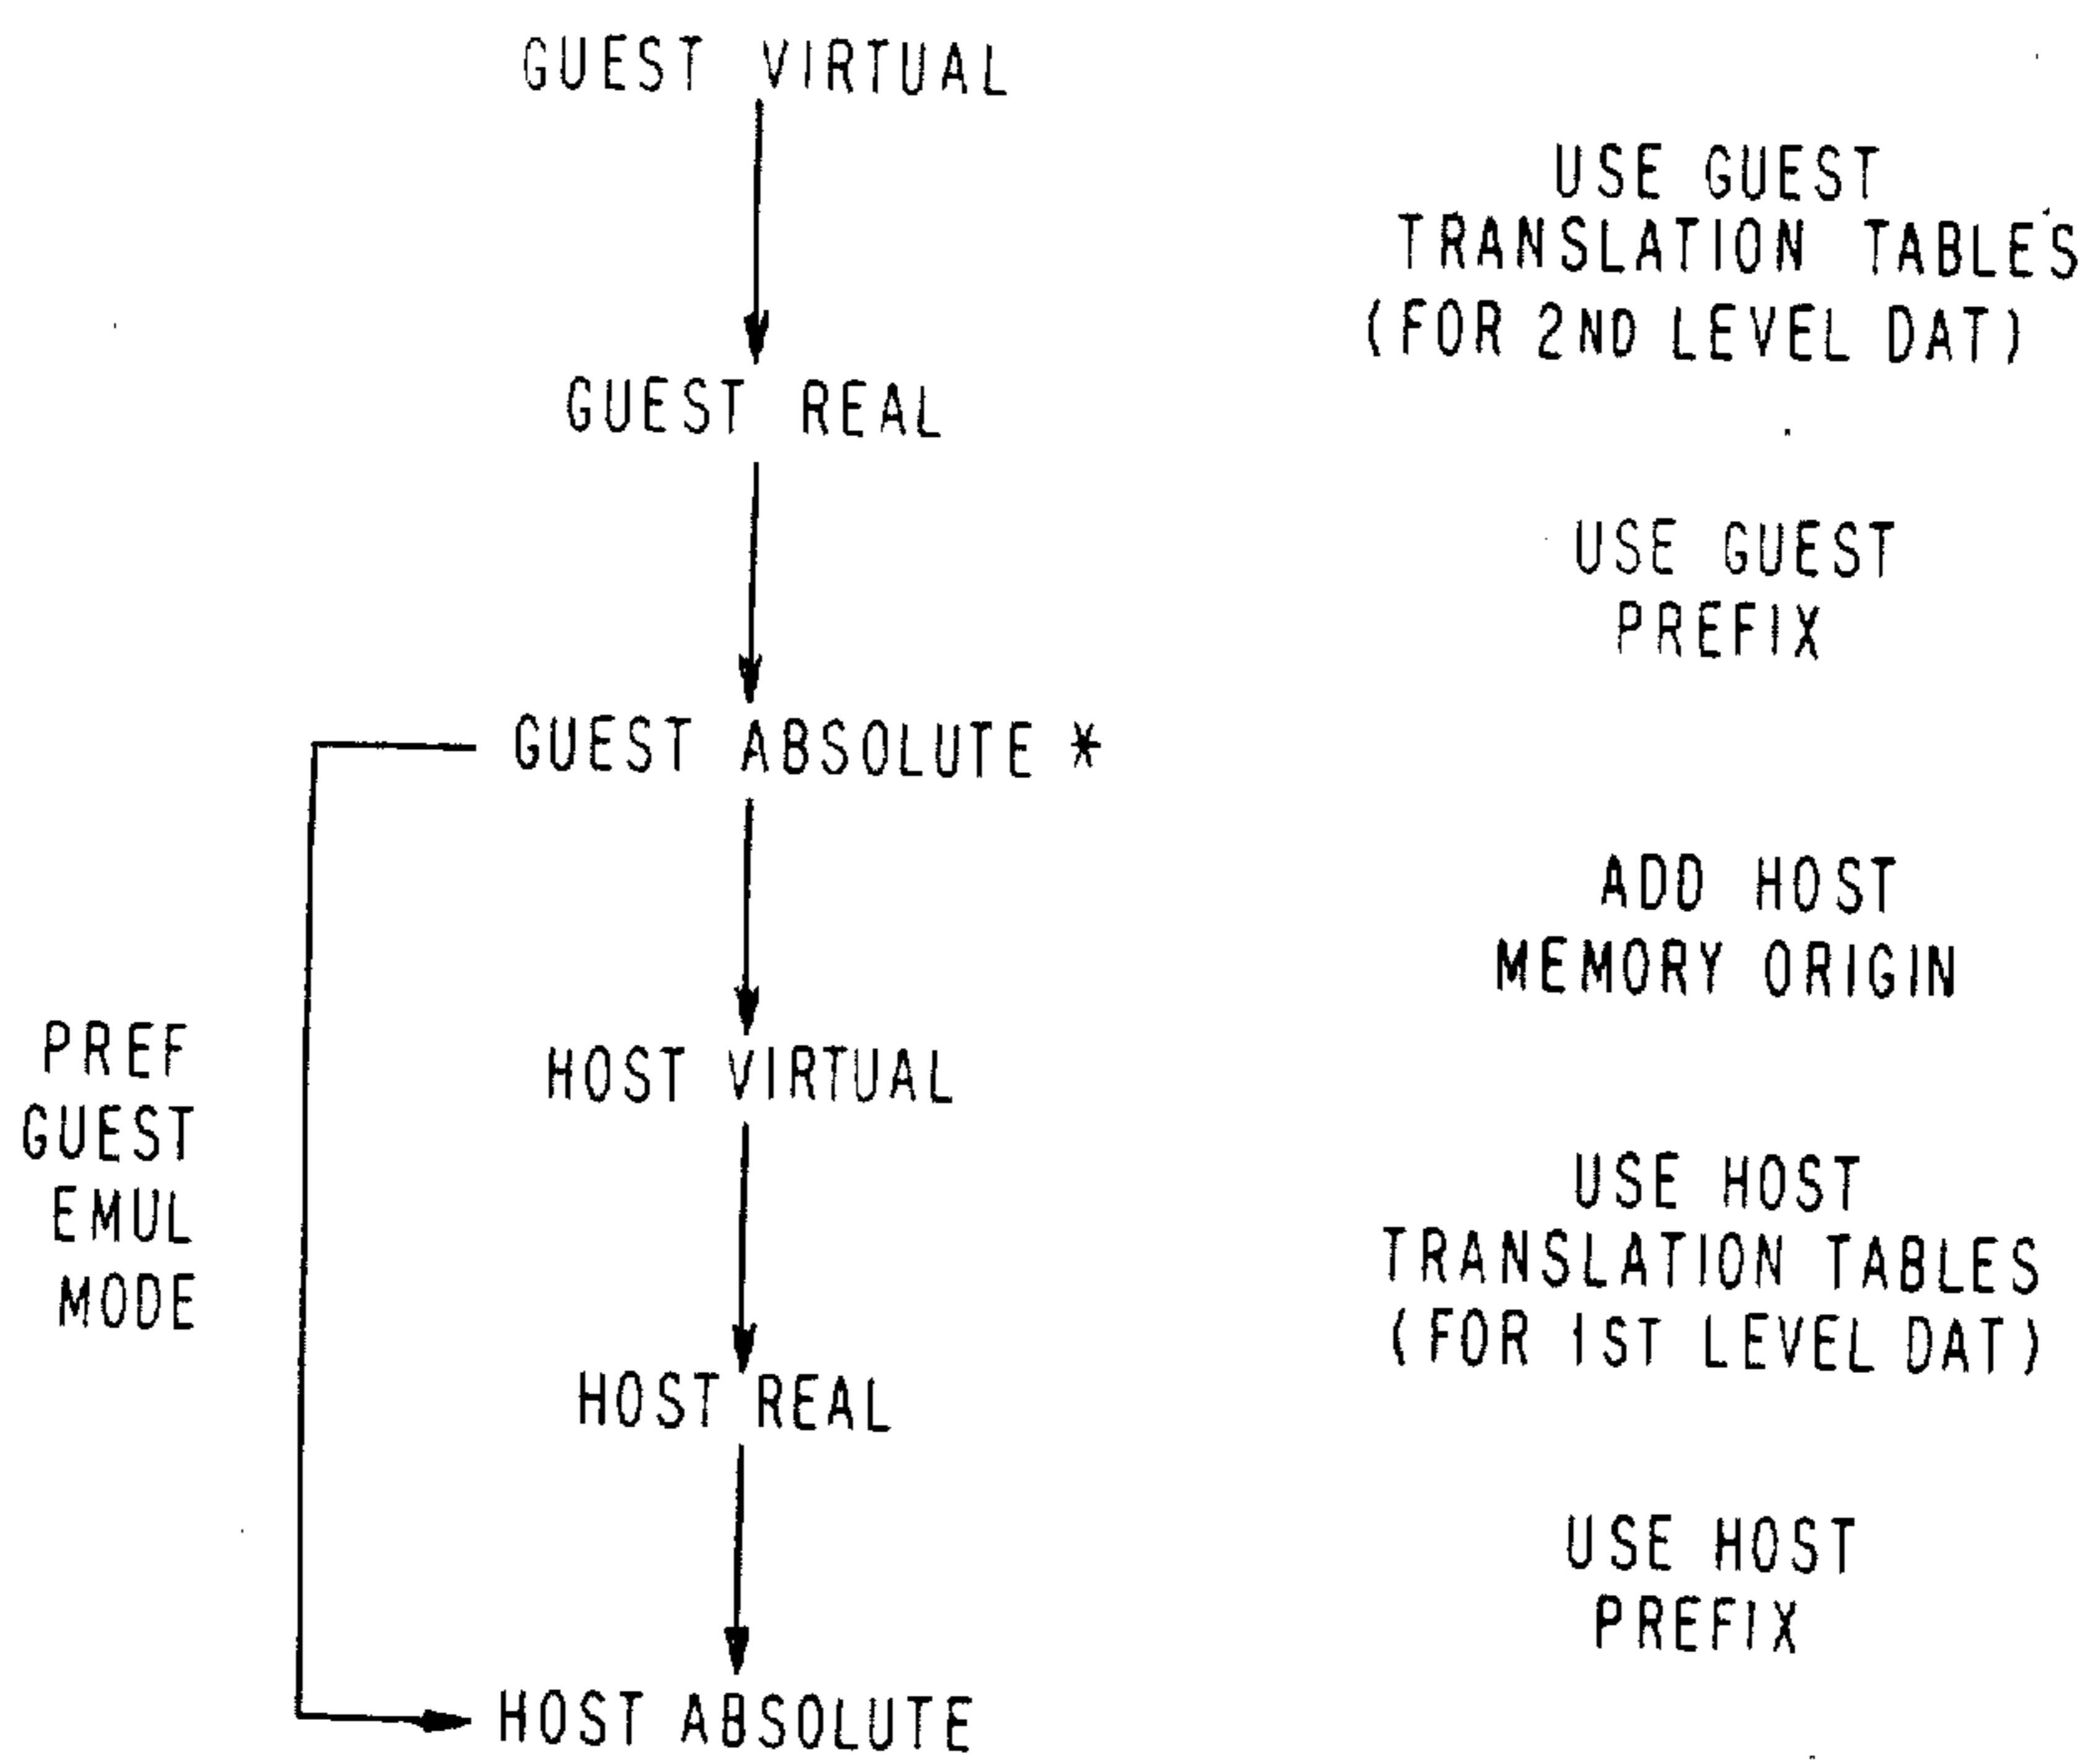 GUEST VIRTUAL
USE GUEST
TRANSLATION TABLES
(FOR 2ND LEVEL DAT)
GUEST REAL
USE GUEST
PREFIX
GUEST ABSOLUTE *
ADD HOST
MEMORY ORIGIN
PREF
GUEST
EMUL
MODE
HOST VIRTUAL
USE HOST
TRANSLATION TABLES
(FOR 1ST LEVEL DAT)
HOST REAL
USE HOST
PREFIX
HOST ABSOLUTE